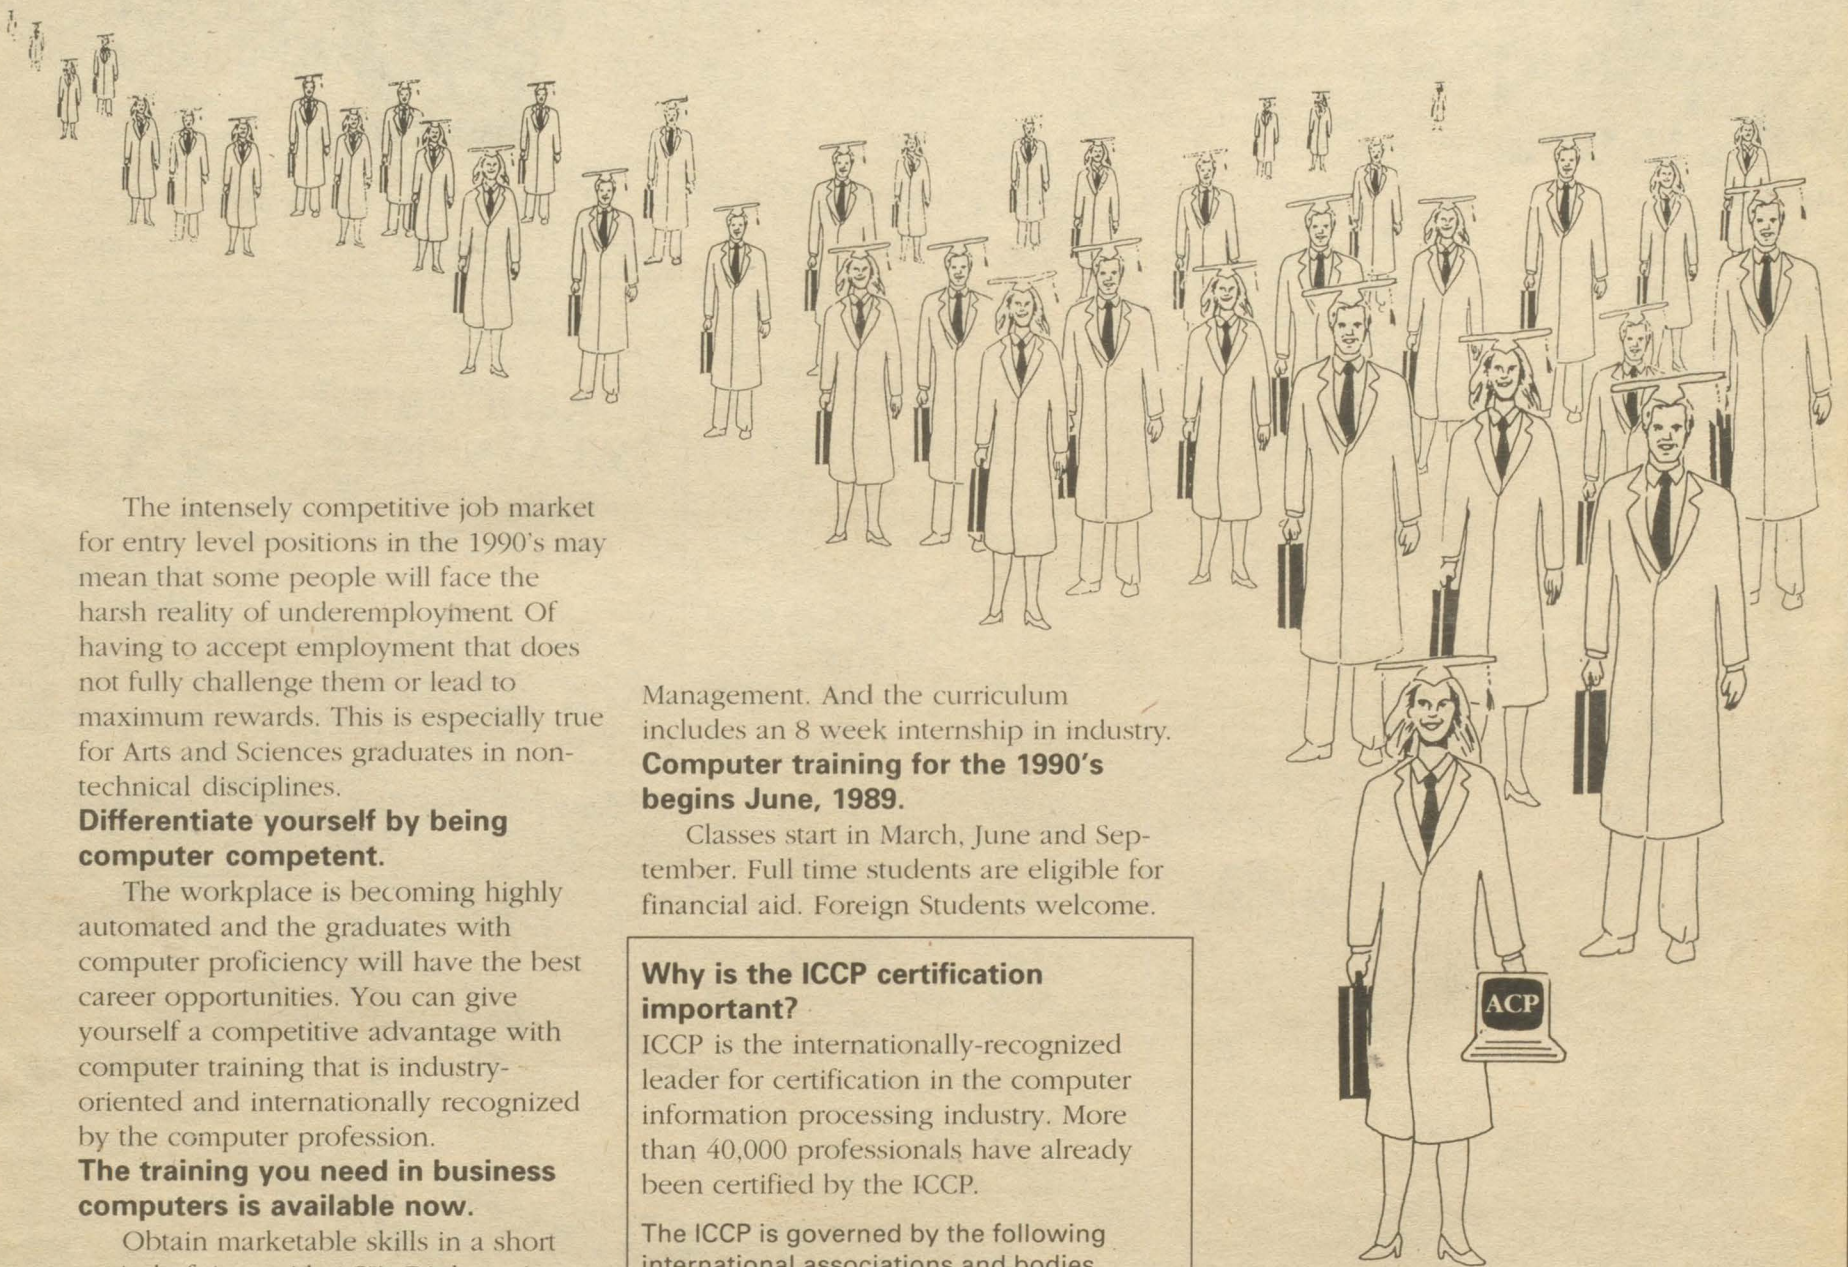 The intensely competitive job market
for entry level positions in the 1990's may
mean that some people will face the
harsh reality of underemployment. Of
having to accept employment that does
not fully challenge them or lead to
maximum rewards. This is especially true
for Arts and Sciences graduates in non-
technical disciplines.
Differentiate yourself by being
computer competent.
The workplace is becoming highly
automated and the graduates with
computer proficiency will have the best
career opportunities. You can give
yourself a competitive advantage with
computer training that is industry-
oriented and internationally recognized
by the computer profession.
The training you need in business
computers is available now.
Obtain marketable skills in a short
Management. And the curriculum
includes an 8 week internship in industry.
Computer training for the 1990's
begins June, 1989.
Classes start in March, June and Sep-
tember. Full time students are eligible for
financial aid. Foreign Students welcome.
Why is the ICCP certification
important?
ICCP is the internationally-recognized
leader for certification in the computer
information processing industry. More
than 40,000 professionals have already
been certified by the ICCP.
The ICCP is governed by the following
international associations and bodies
ACP